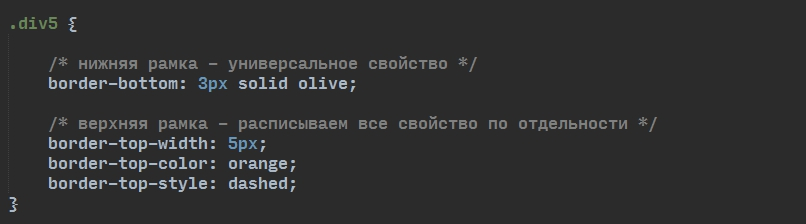 .div5 {
/* нижняя рамка – универсальное свойство */
border-bottom: 3px solid olive;
/* верхняя рамка – расписываем все свойство по отдельности */
border-top-width: 5px;
border-top-color: orange;
border-top-style: dashed;
}